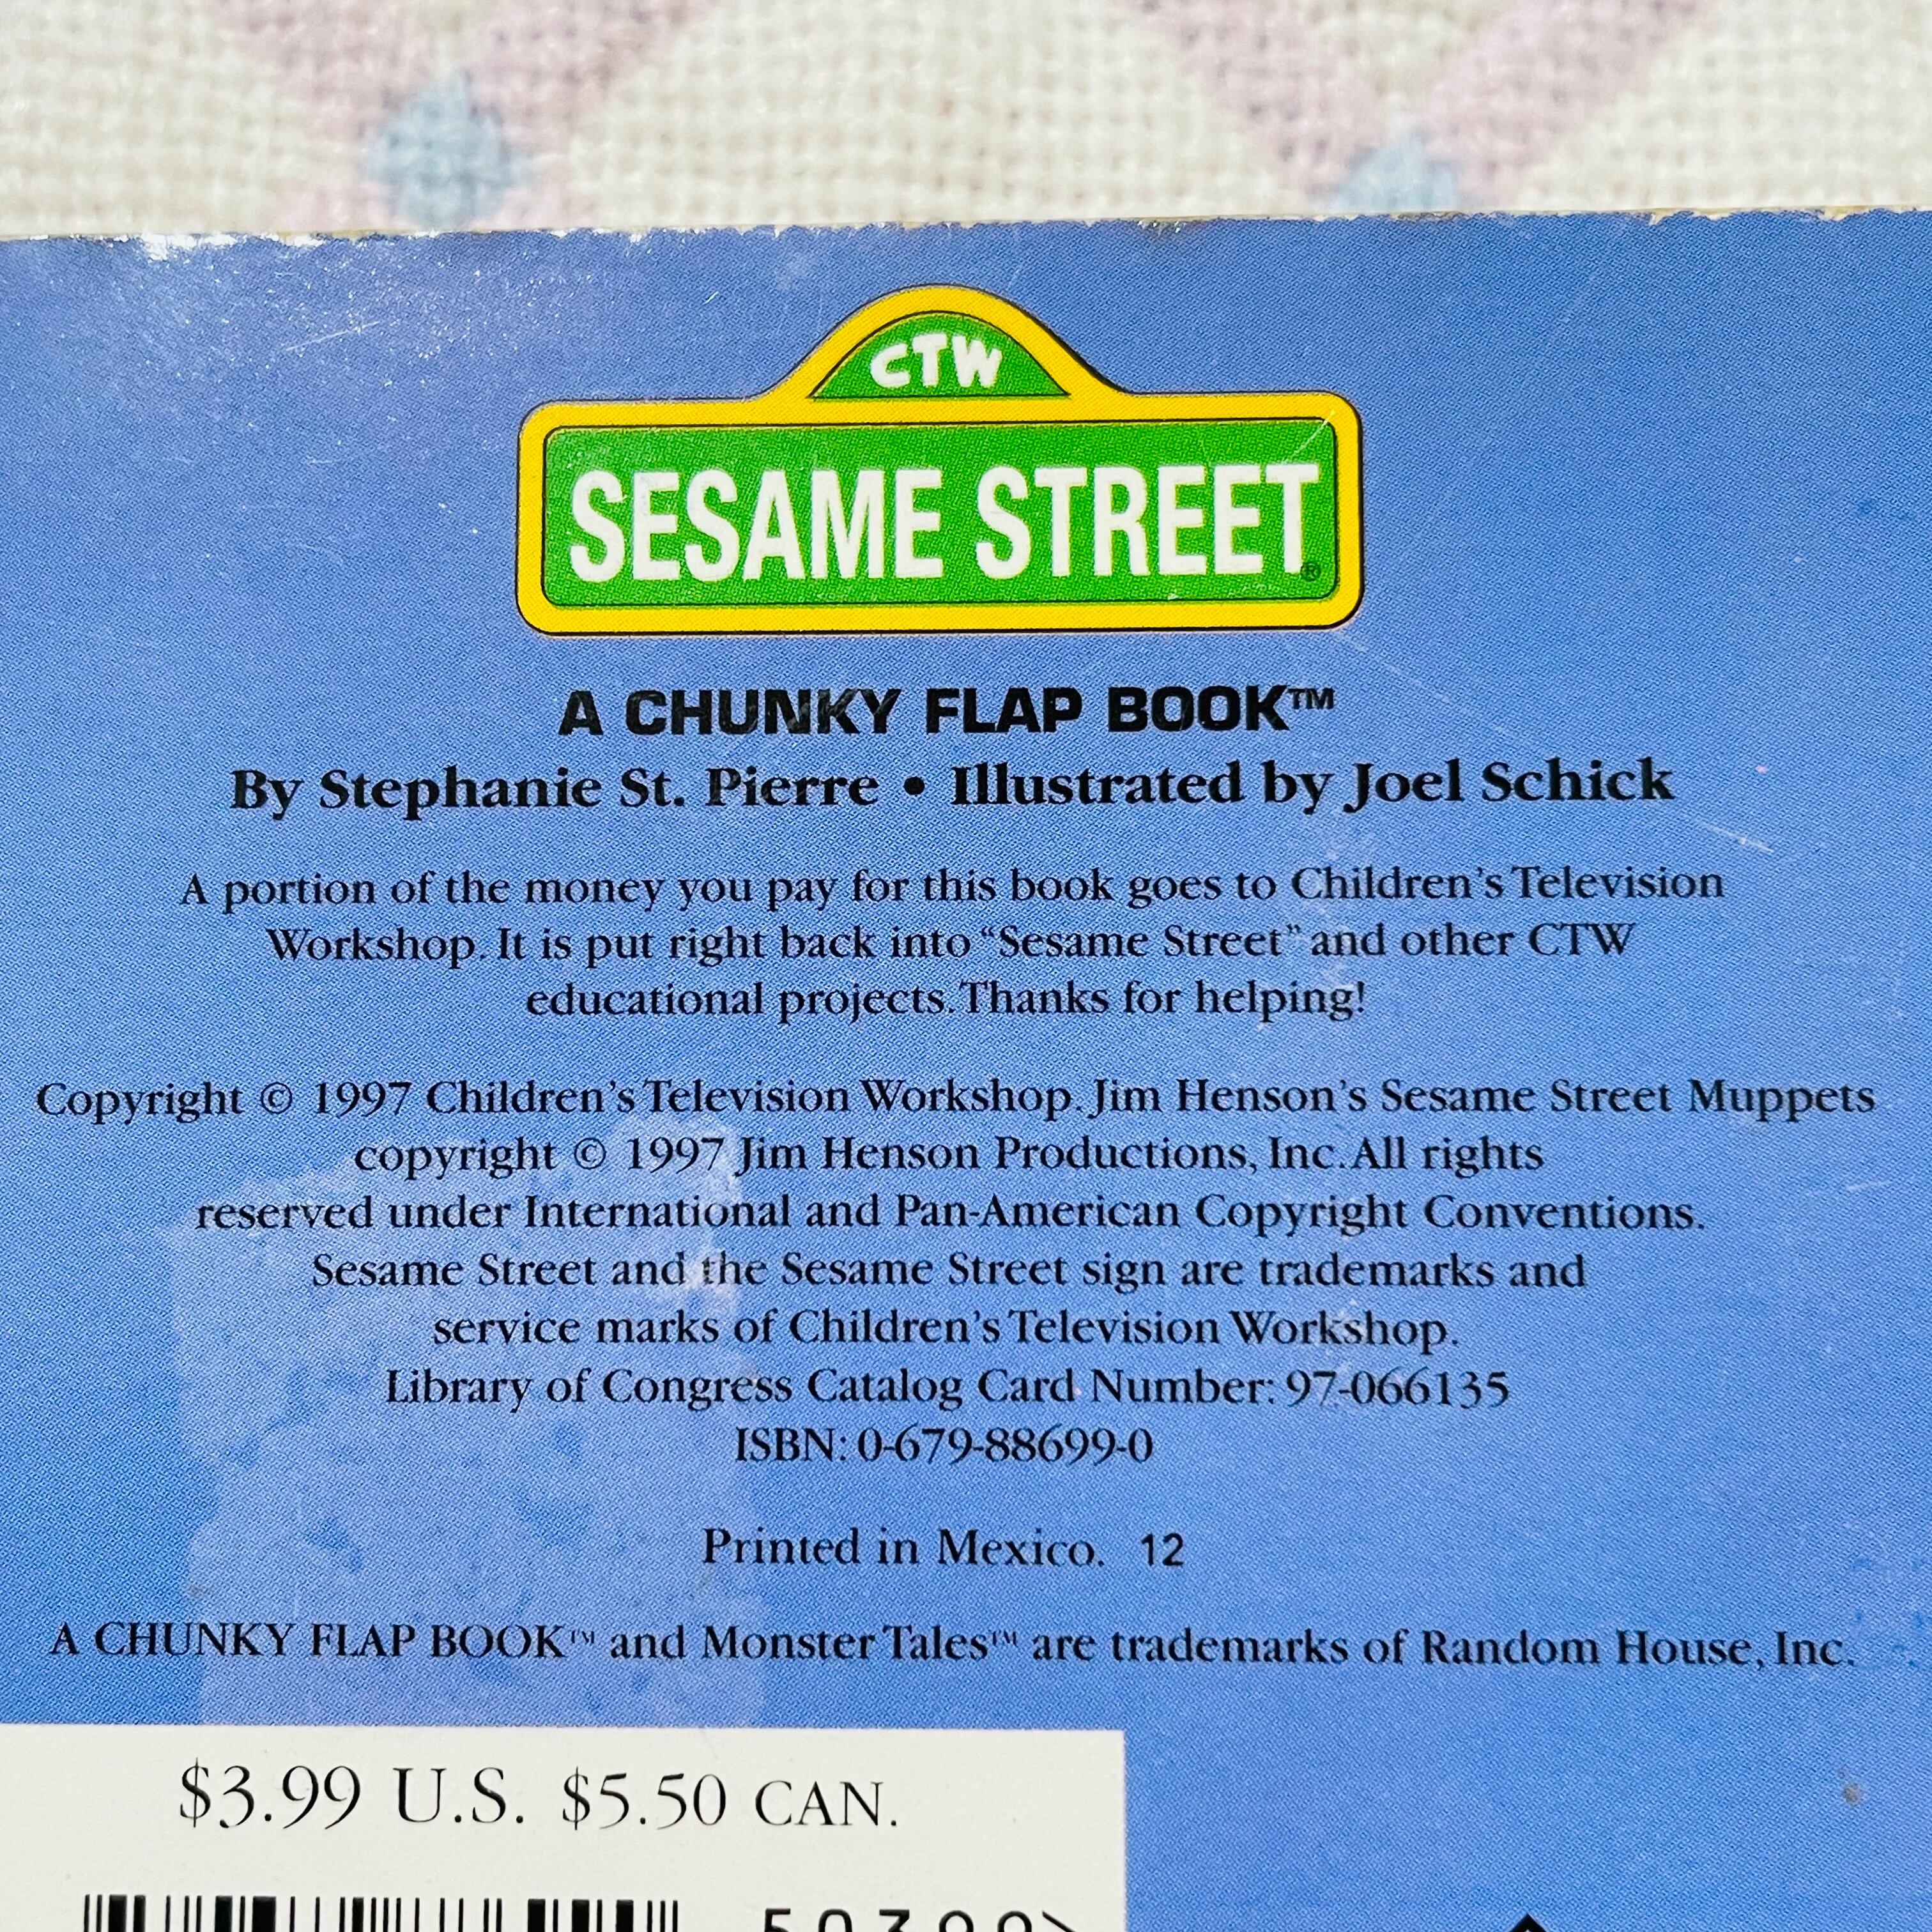 CTW
SESAME STREET®
A CHUNKY FLAP BOOK™
By Stephanie St. Pierre • Illustrated by Joel Schick
A portion of the money you pay for this book goes to Children's Television
Workshop. It is put right back into “Sesame Street” and other CTW
educational projects. Thanks for helping!
Copyright © 1997 Children's Television Workshop. Jim Henson's Sesame Street Muppets
copyright © 1997 Jim Henson Productions, Inc. All rights
reserved under International and Pan-American Copyright Conventions.
Sesame Street and the Sesame Street sign are trademarks and
service marks of Children's Television Workshop.
Library of Congress Catalog Card Number: 97-066135
ISBN: 0-679-88699-0
Printed in Mexico. 12
A CHUNKY FLAP BOOK™ and Monster Tales™ are trademarks of Random House, Inc.
$3.99 U.S. $5.50 CAN.